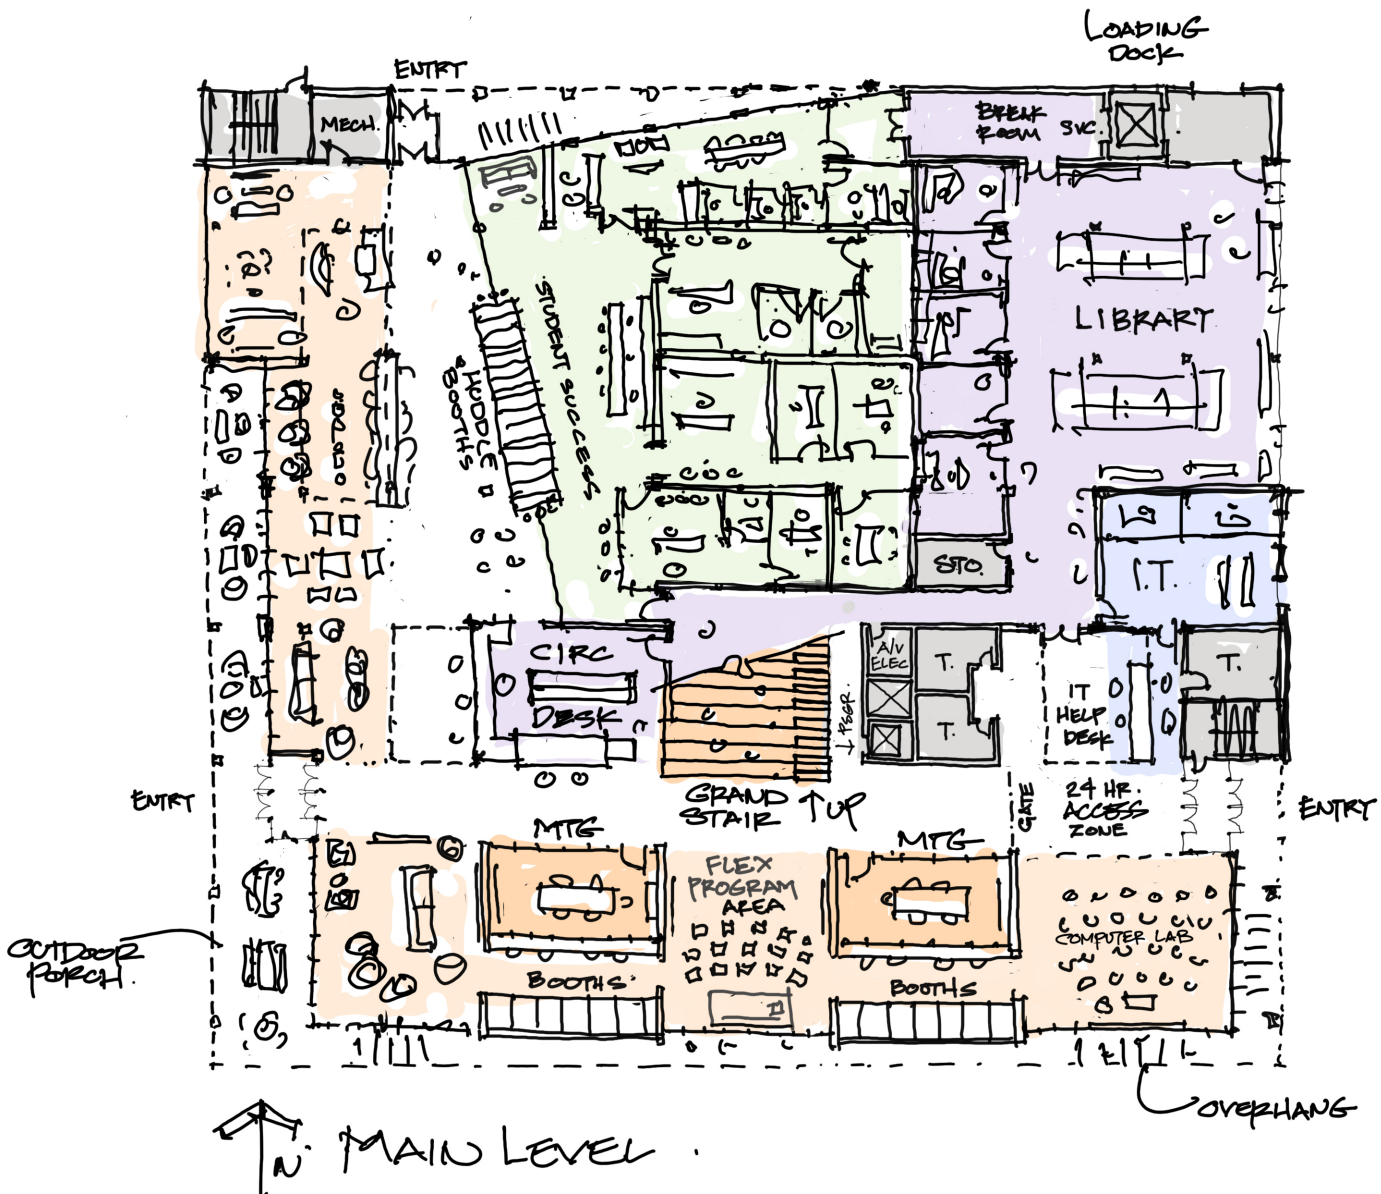 LOADING
DOCK
ENTRY
MECH.
BREAK
ROOM
SVC.
LIBRARY
STUDENT SUCCESS
HUDDLE
BOOTHS
STO.
I.T.
CIRC
DESK
A/V
ELEC
T.
T.
T.
PSGR.
IT
HELP
DESK
ENTRY
GRAND
STAIR
UP
GATE
24 HR.
ACCESS
ZONE
ENTRY
MTG
FLEX
PROGRAM
AREA
MTG
COMPUTER LAB
BOOTHS
BOOTHS
OUTDOOR
PORCH.
OVERHANG
N
MAIN LEVEL.